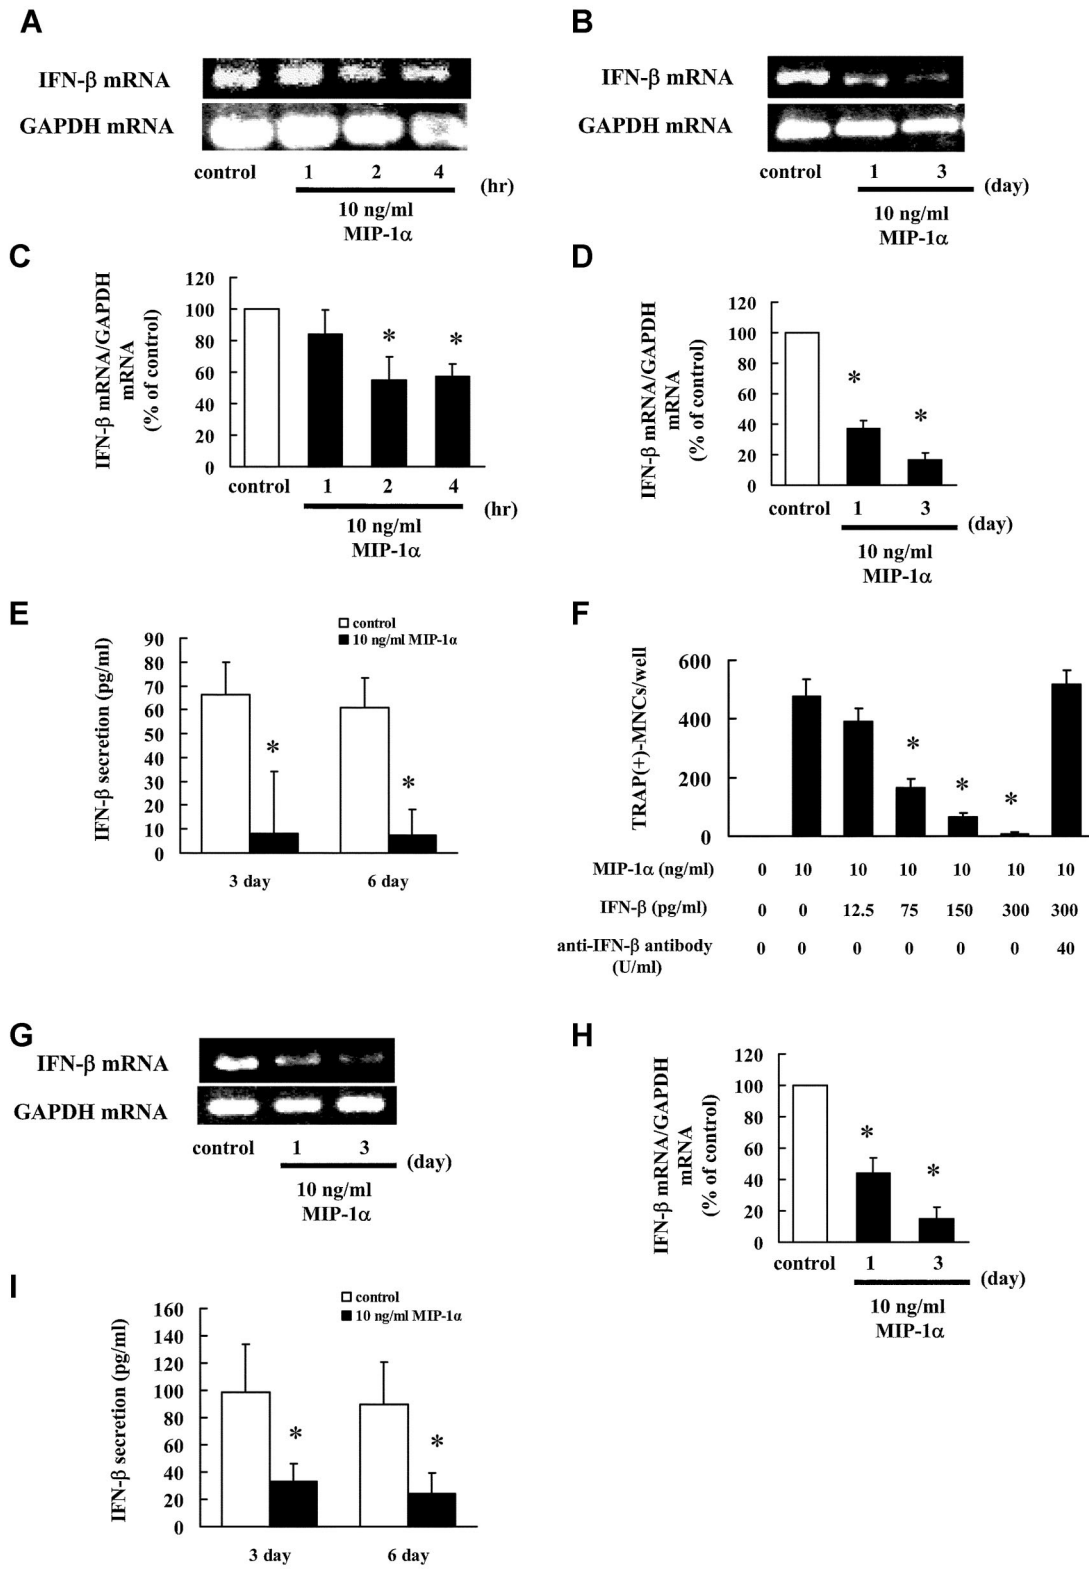 A
IFN-β mRNA
GAPDH mRNA
control 1 2 4
(hr)
10 ng/ml
MIP-1α
B
IFN-β mRNA
GAPDH mRNA
control 1 3
(day)
10 ng/ml
MIP-1α
C
IFN-β mRNA/GAPDH
mRNA
(% of control)
120
100
80
60
40
20
0
* *
control 1 2 4
(hr)
10 ng/ml
MIP-1α
D
IFN-β mRNA/GAPDH
mRNA
(% of control)
120
100
80
60
40
20
0
* *
control 1 3
(day)
10 ng/ml
MIP-1α
E
control
10 ng/ml MIP-1α
IFN-β secretion (pg/ml)
90
80
70
60
50
40
30
20
10
0
* *
3 day 6 day
F
TRAP(+)-MNCs/well
600
400
200
0
* * *
MIP-1α (ng/ml) 0 10 10 10 10 10 10
IFN-β (pg/ml) 0 0 12.5 75 150 300 300
anti-IFN-β antibody 0 0 0 0 0 0 40
(U/ml)
G
IFN-β mRNA
GAPDH mRNA
control 1 3
(day)
10 ng/ml
MIP-1α
H
IFN-β mRNA/GAPDH
mRNA
(% of control)
120
100
80
60
40
20
0
* *
control 1 3
(day)
10 ng/ml
MIP-1α
I
control
10 ng/ml MIP-1α
IFN-β secretion (pg/ml)
160
140
120
100
80
60
40
20
0
* *
3 day 6 day